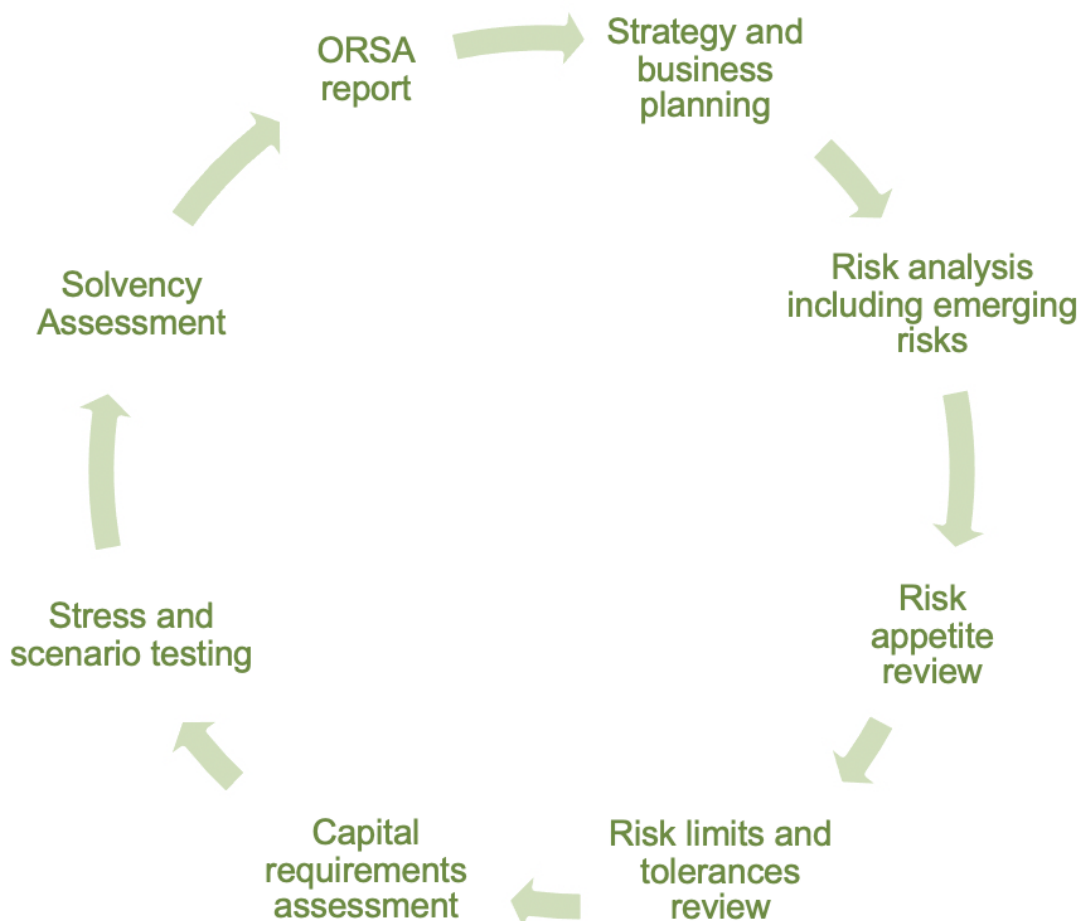 ORSA
report
Strategy and
business
planning
Risk analysis
including emerging
risks
Risk
appetite
review
Risk limits and
tolerances
review
Capital
requirements
assessment
Stress and
scenario testing
Solvency
Assessment